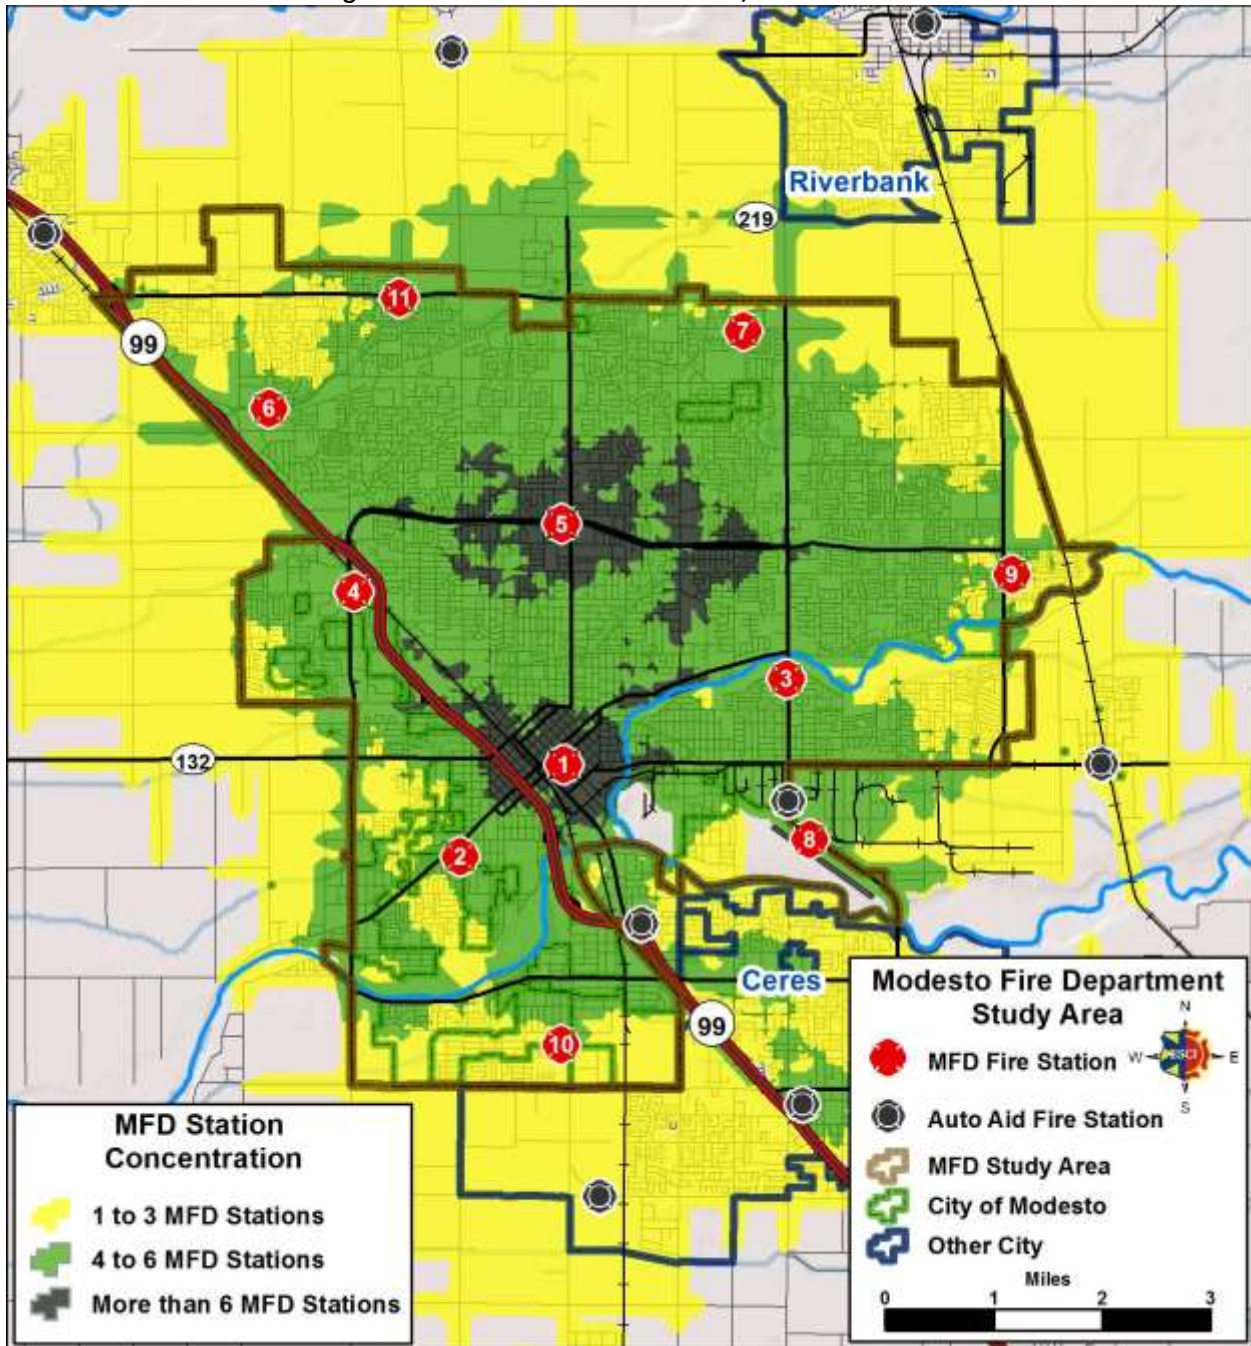 Riverbank
219
11
7
99
6
5
4
9
3
132
1
8
2
Ceres
99
10
MFD Station
Concentration
1 to 3 MFD Stations
4 to 6 MFD Stations
More than 6 MFD Stations
Modesto Fire Department
Study Area
N
W
E
S
MFD Fire Station
Auto Aid Fire Station
MFD Study Area
City of Modesto
Other City
Miles
0 1 2 3